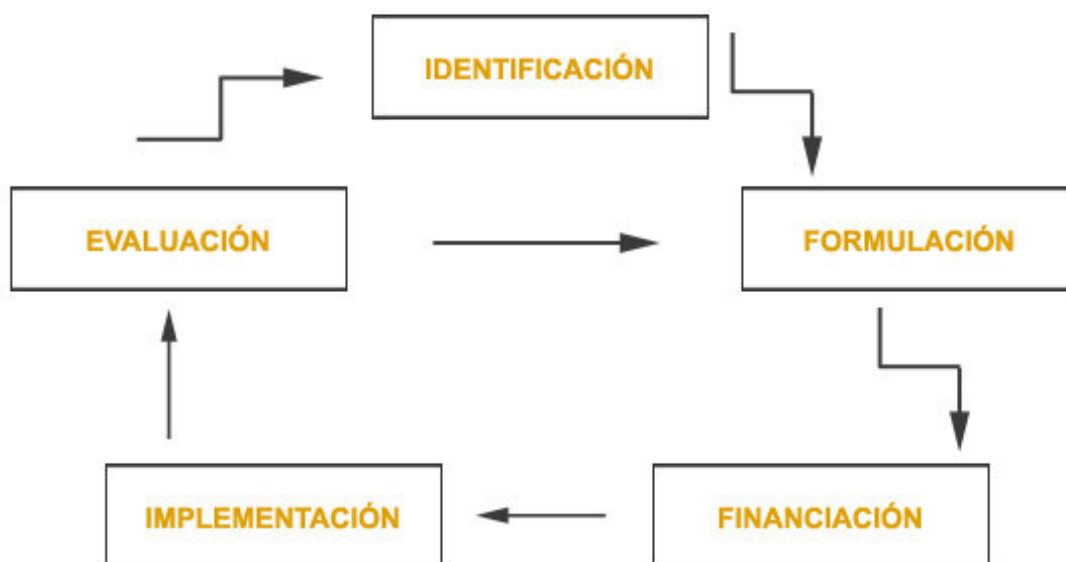 IDENTIFICACIÓN
EVALUACIÓN
FORMULACIÓN
IMPLEMENTACIÓN
FINANCIACIÓN